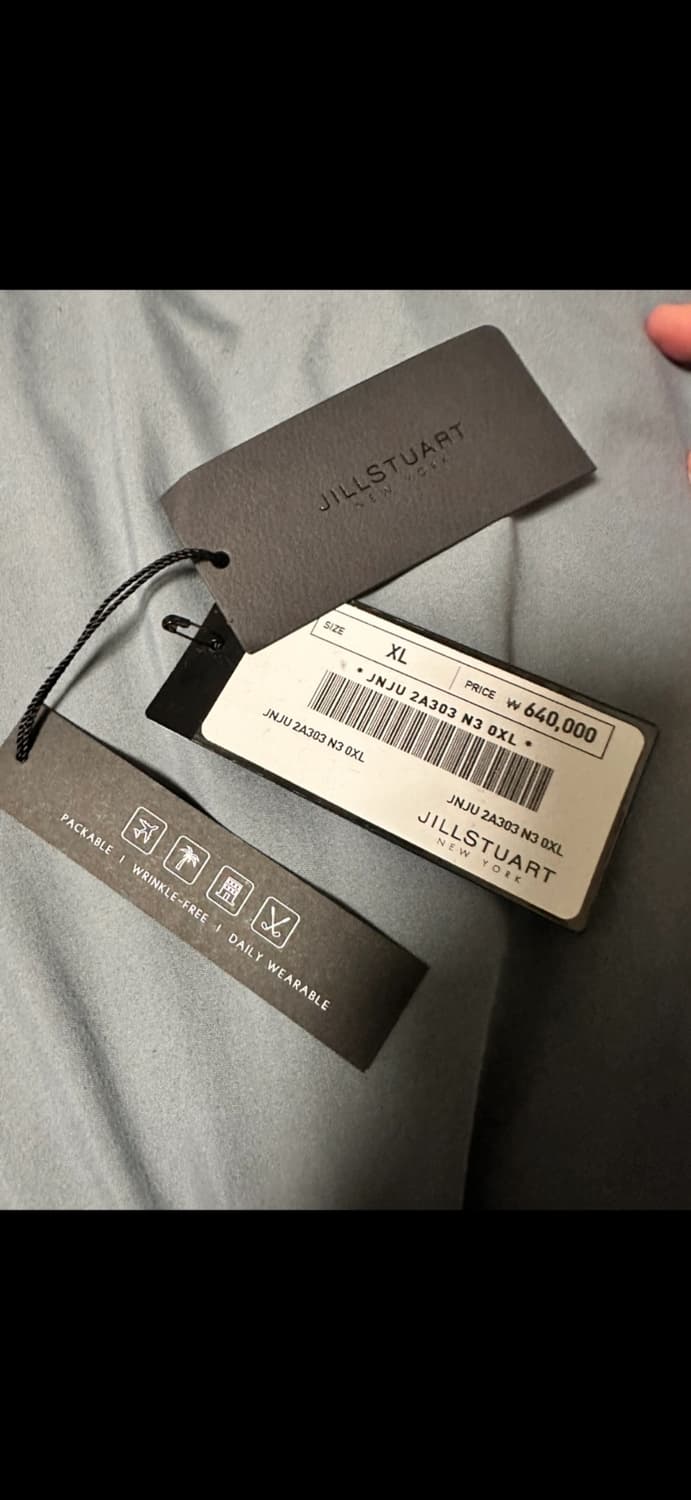 JILLSTUART
NEW YORK
SIZE
XL
PRICE ₩ 640,000
* JNJU 2A303 N3 0XL *
JNJU 2A303 N3 0XL
JNJU 2A303 N3 0XL
JILLSTUART
NEW YORK
PACKABLE | WRINKLE-FREE | DAILY WEARABLE